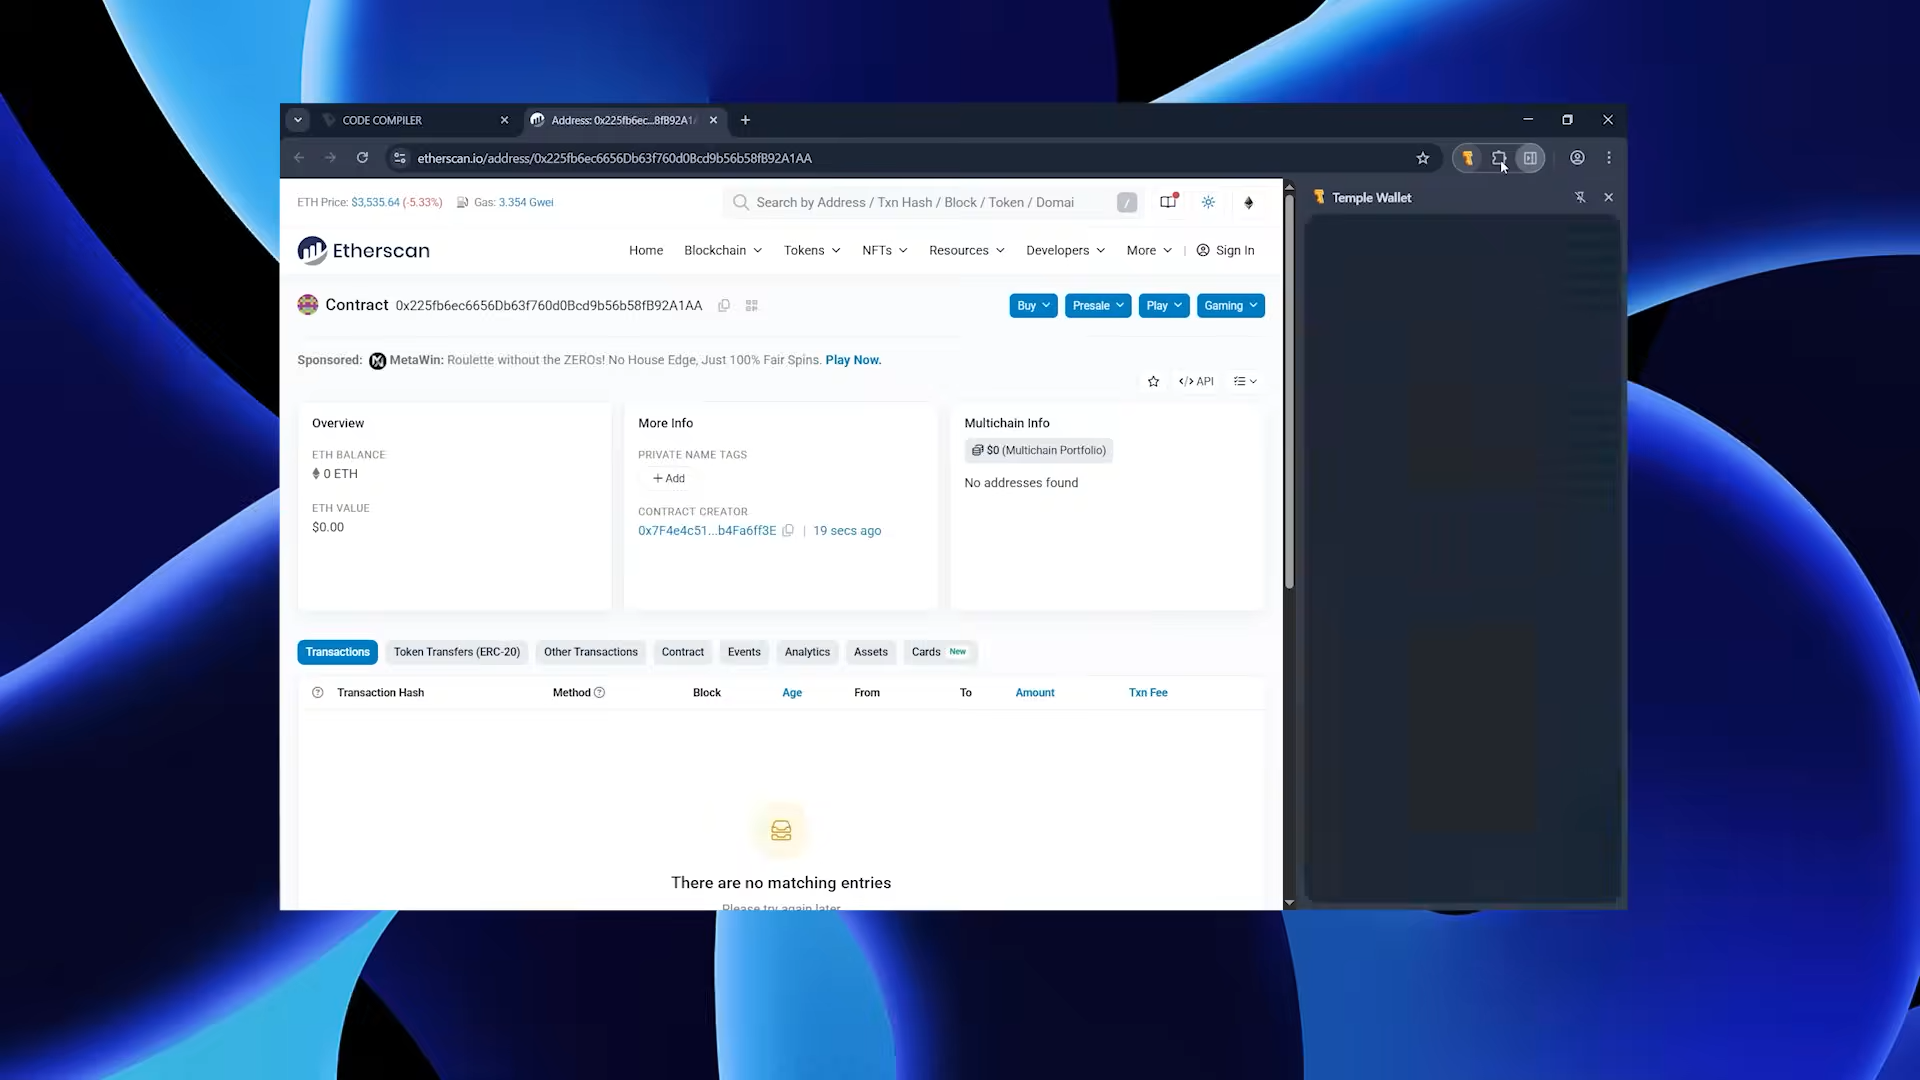 CODE COMPILER
Address: 0x225fb6ec...8fB92A1A
etherscan.io/address/0x225fb6ec6656Db63f760d0Bcd9b56b58fB92A1AA
ETH Price: $3,535.64 (-5.33%) Gas: 3.354 Gwei
Search by Address / Txn Hash / Block / Token / Domai /
Temple Wallet
Etherscan
Home Blockchain Tokens NFTs Resources Developers More | Sign In
Contract 0x225fb6ec6656Db63f760d0Bcd9b56b58fB92A1AA
Buy Presale Play Gaming
Sponsored: MetaWin: Roulette without the ZEROs! No House Edge, Just 100% Fair Spins. Play Now.
</> API
Overview
ETH BALANCE
0 ETH
ETH VALUE
$0.00
More Info
PRIVATE NAME TAGS
+ Add
CONTRACT CREATOR
0x7F4e4c51...b4Fa6ff3E | 19 secs ago
Multichain Info
$0 (Multichain Portfolio)
No addresses found
Transactions Token Transfers (ERC-20) Other Transactions Contract Events Analytics Assets Cards New
Transaction Hash Method Block Age From To Amount Txn Fee
There are no matching entries
Please try again later